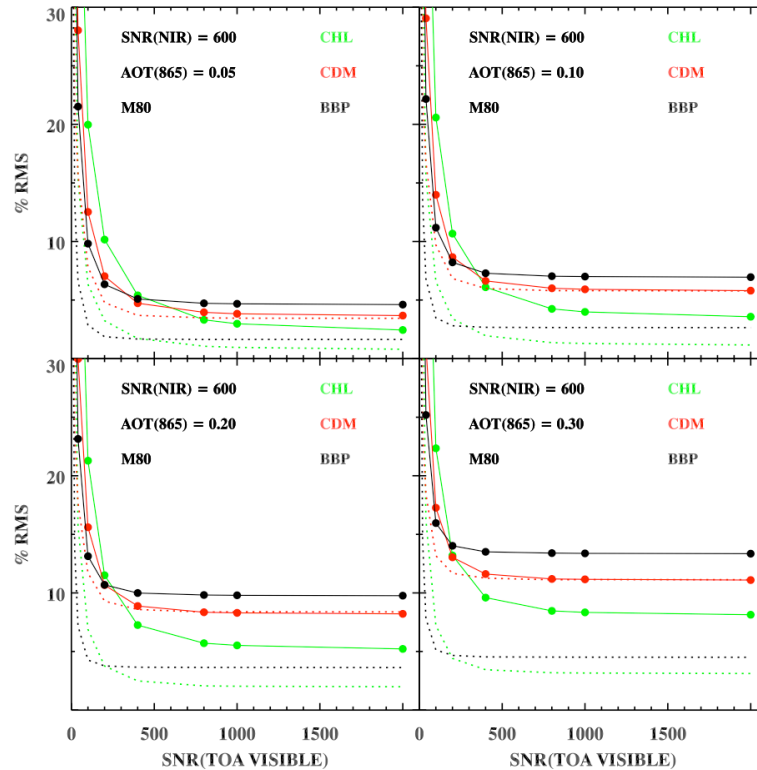 30
20
10
% RMS
SNR(NIR) = 600 CHL
AOT(865) = 0.05 CDM
M80 BBP
SNR(NIR) = 600 CHL
AOT(865) = 0.10 CDM
M80 BBP
30
20
10
% RMS
SNR(NIR) = 600 CHL
AOT(865) = 0.20 CDM
M80 BBP
SNR(NIR) = 600 CHL
AOT(865) = 0.30 CDM
M80 BBP
0 500 1000 1500
0 500 1000 1500
SNR(TOA VISIBLE)
SNR(TOA VISIBLE)